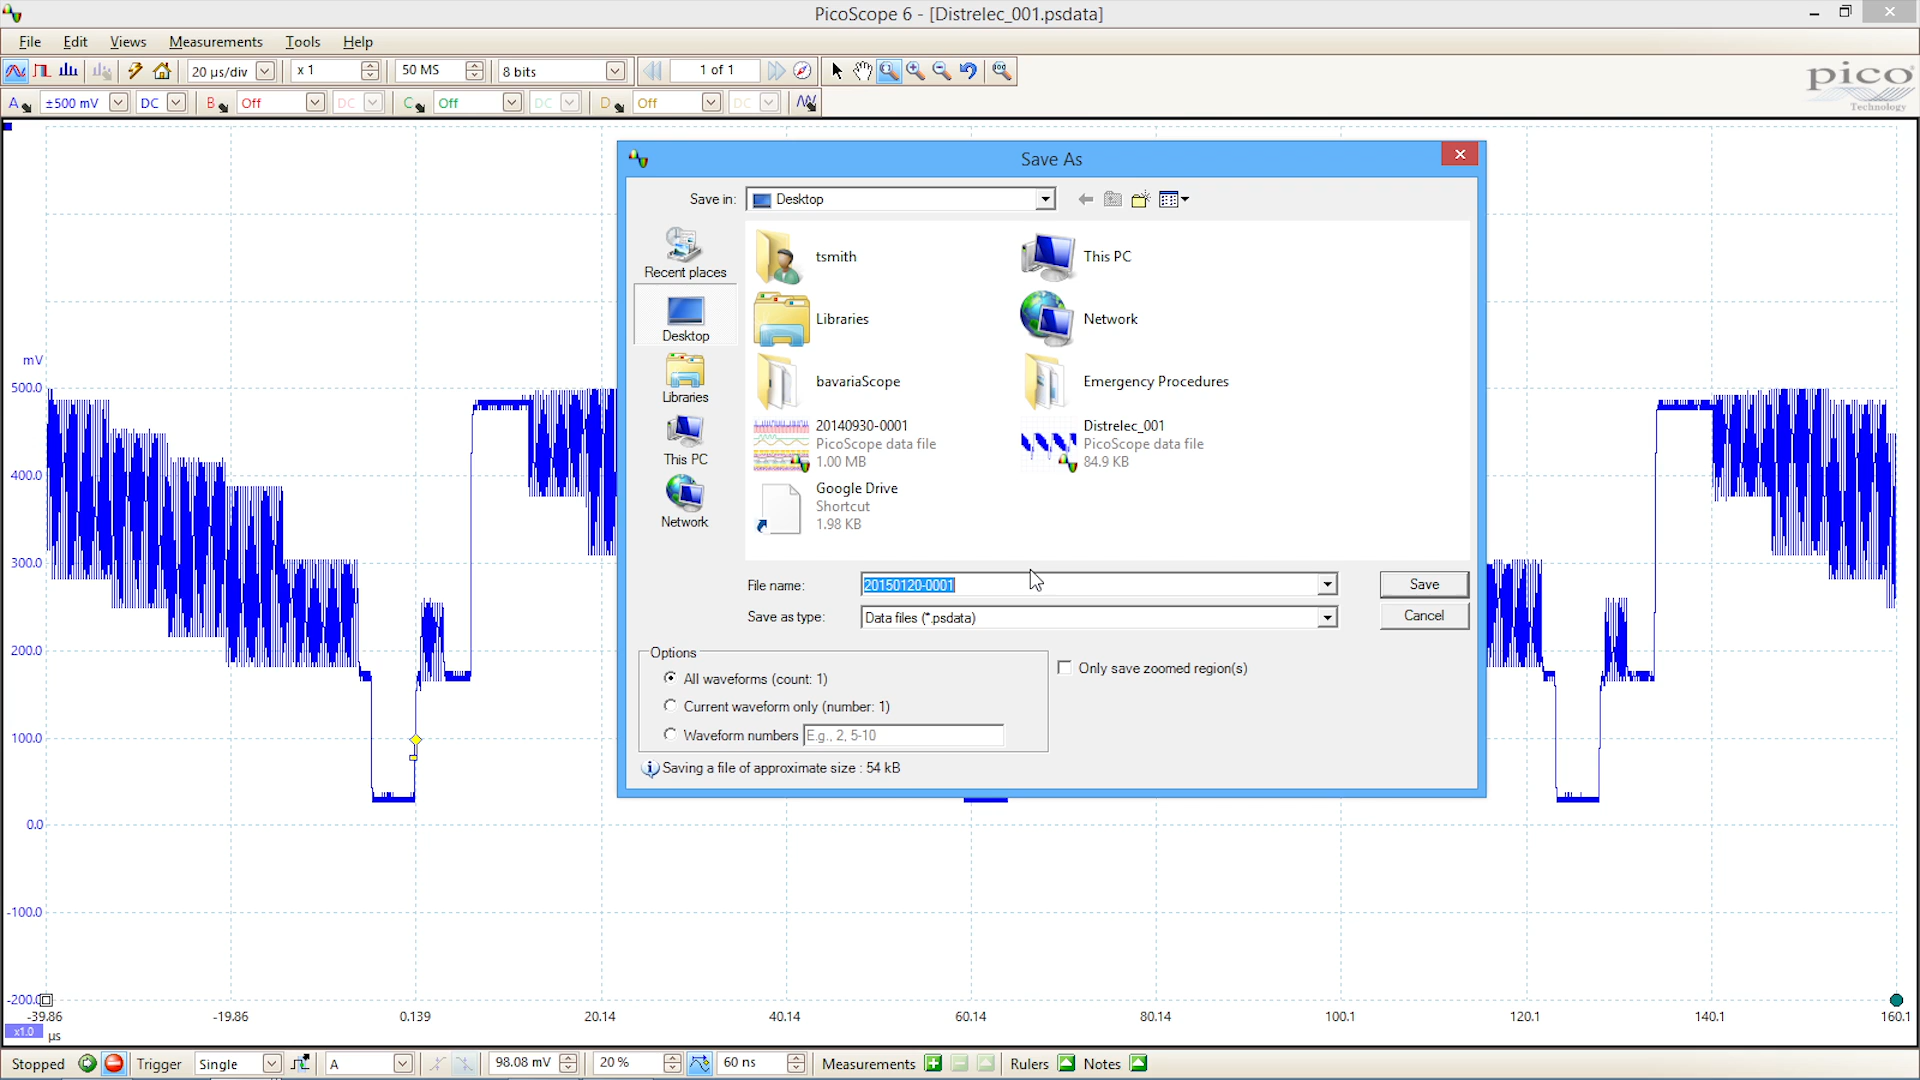 PicoScope 6 - [Distrelec_001.psdata]
File Edit Views Measurements Tools Help
20 µs/div x 1 50 MS 8 bits 1 of 1
A ±500 mV DC B Off DC C Off DC D Off DC
pico
Technology
Save As
Save in: Desktop
Recent places
Desktop
Libraries
This PC
Network
tsmith
This PC
Libraries
Network
bavariaScope
Emergency Procedures
20140930-0001
PicoScope data file
1.00 MB
Distrelec_001
PicoScope data file
84.9 KB
Google Drive
Shortcut
1.98 KB
File name: 20150120-0001 Save
Save as type: Data files (*.psdata) Cancel
Options
All waveforms (count: 1)
Only save zoomed region(s)
Current waveform only (number: 1)
Waveform numbers E.g., 2, 5-10
Saving a file of approximate size : 54 kB
mV
500.0
400.0
300.0
200.0
100.0
0.0
-100.0
-200.0
-39.86 -19.86 0.139 20.14 40.14 60.14 80.14 100.1 120.1 140.1 160.1
x1.0 µs
Stopped Trigger Single A 98.08 mV 20 % 60 ns Measurements Rulers Notes